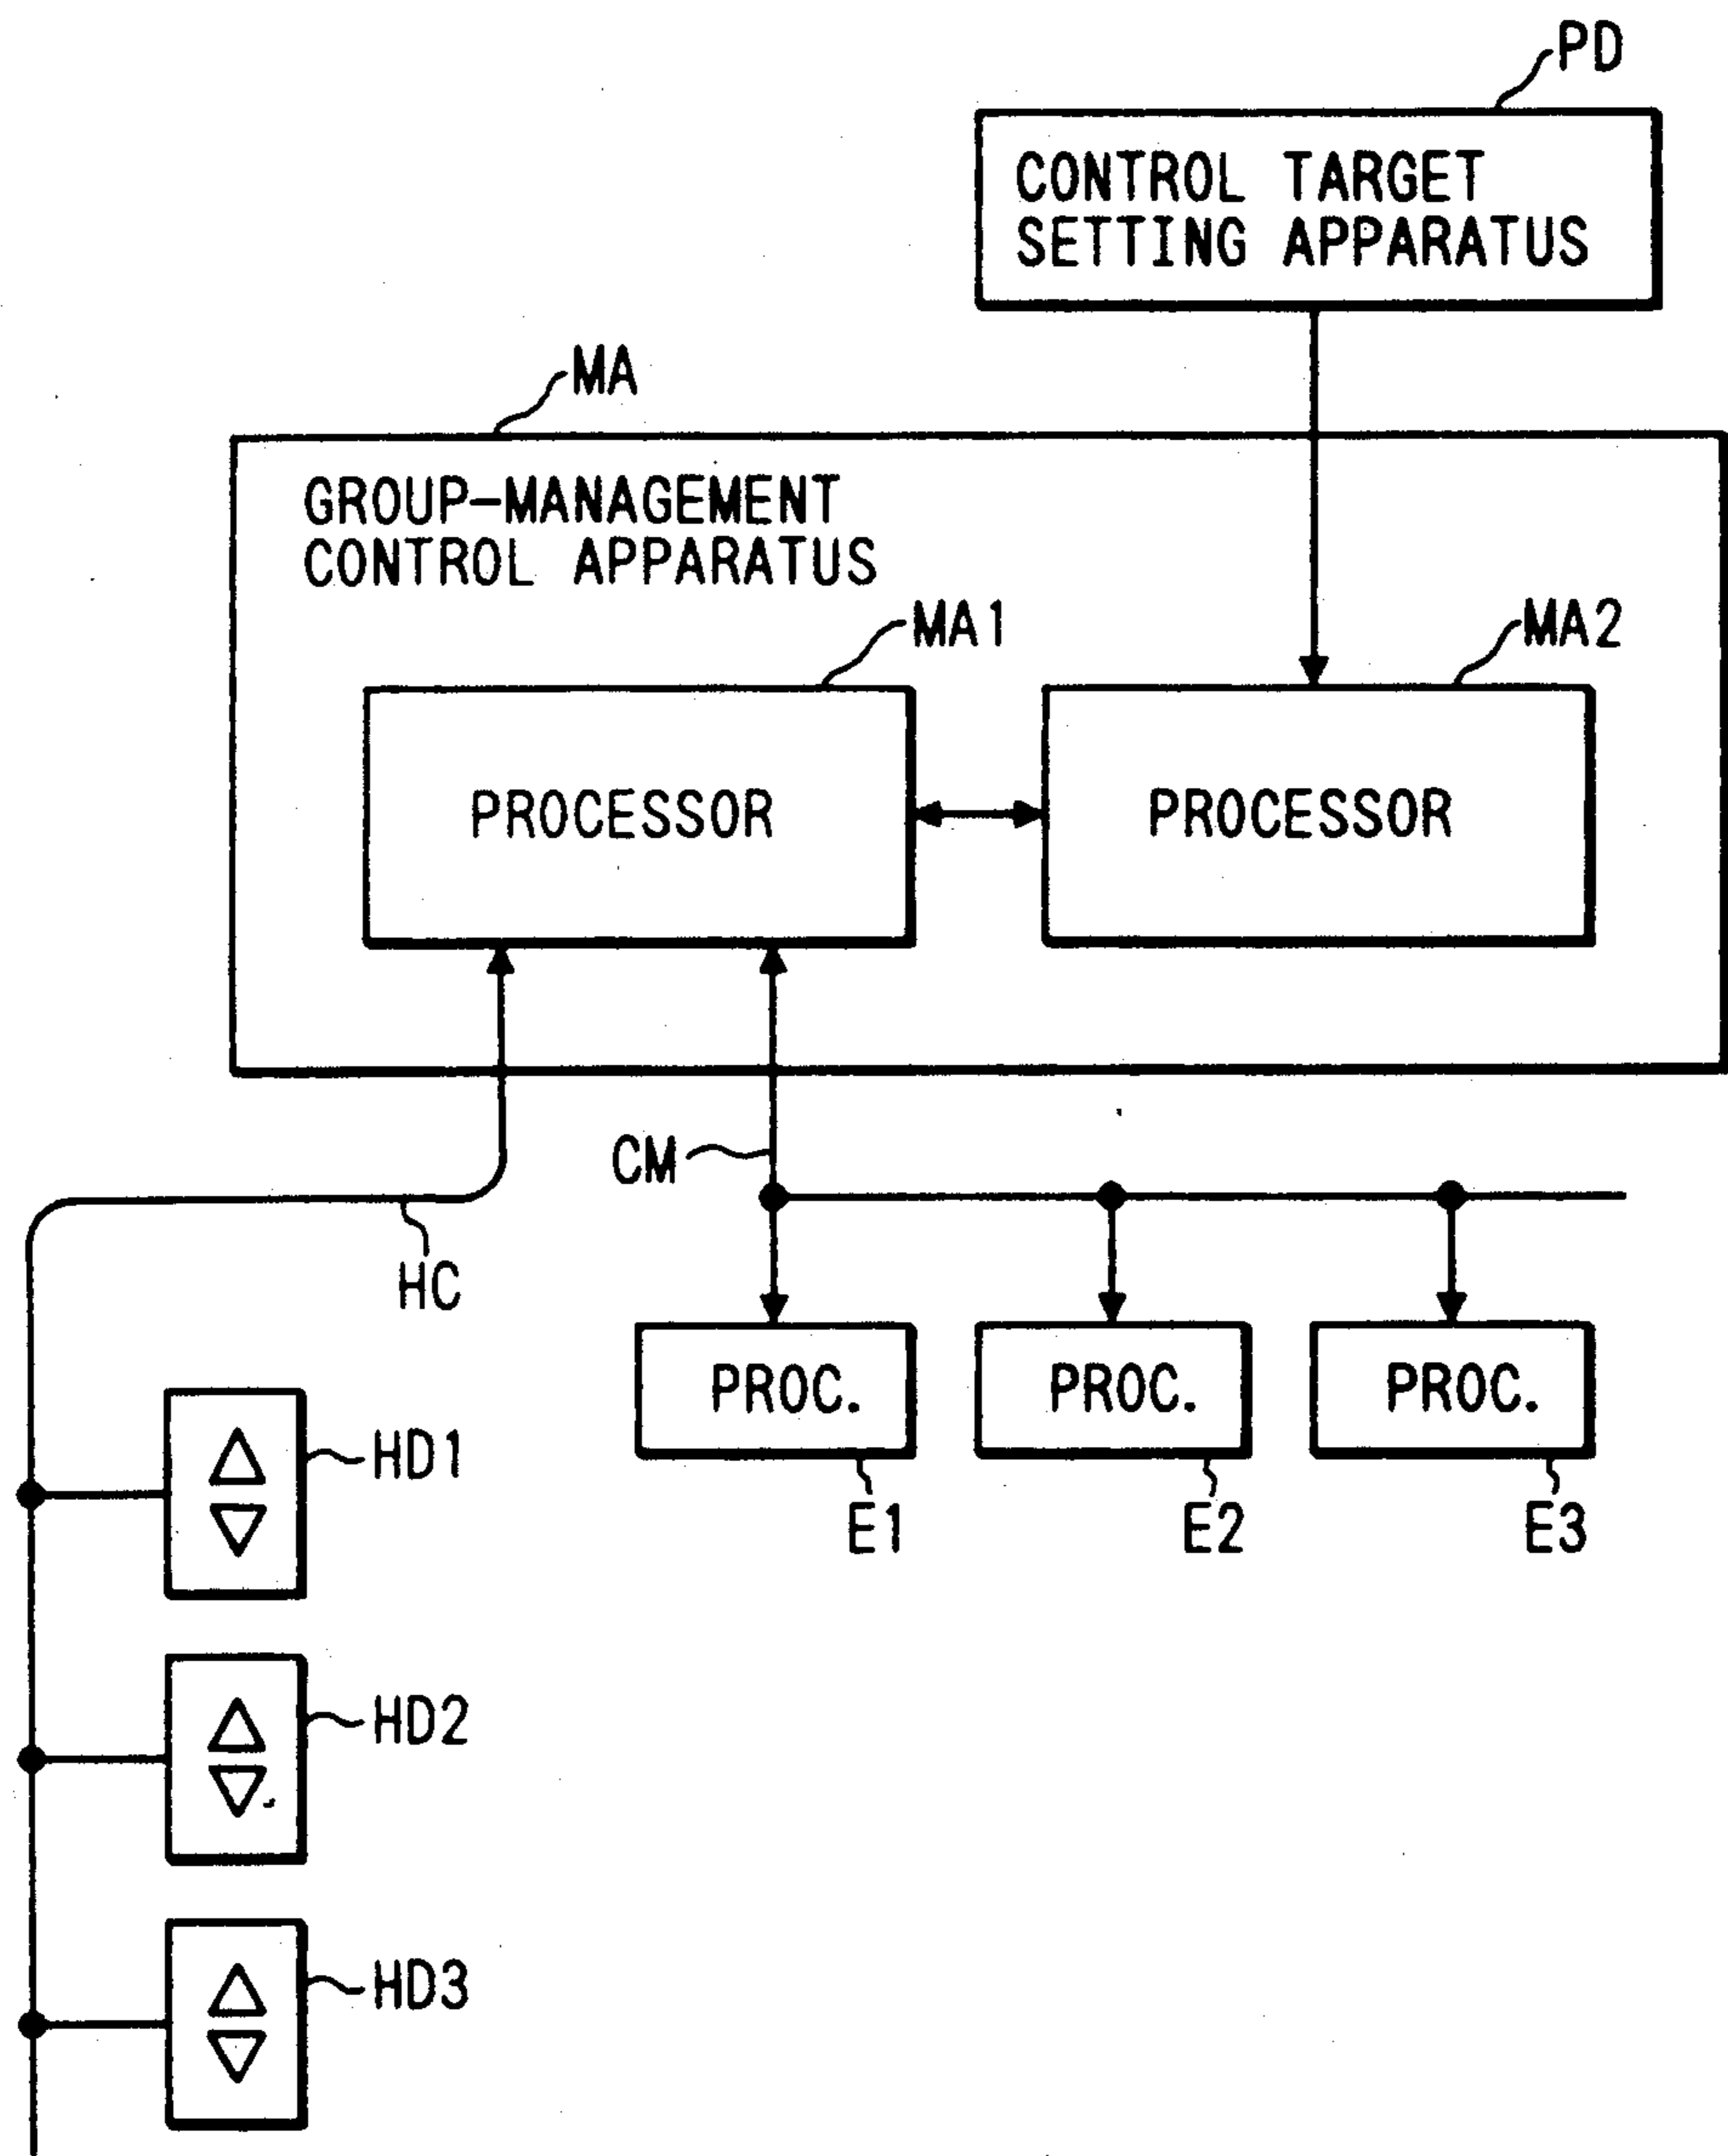 PD
CONTROL TARGET
SETTING APPARATUS
MA
GROUP-MANAGEMENT
CONTROL APPARATUS
MA1
MA2
PROCESSOR
PROCESSOR
CM
HC
PROC.
PROC.
PROC.
HD1
E1
E2
E3
HD2
HD3